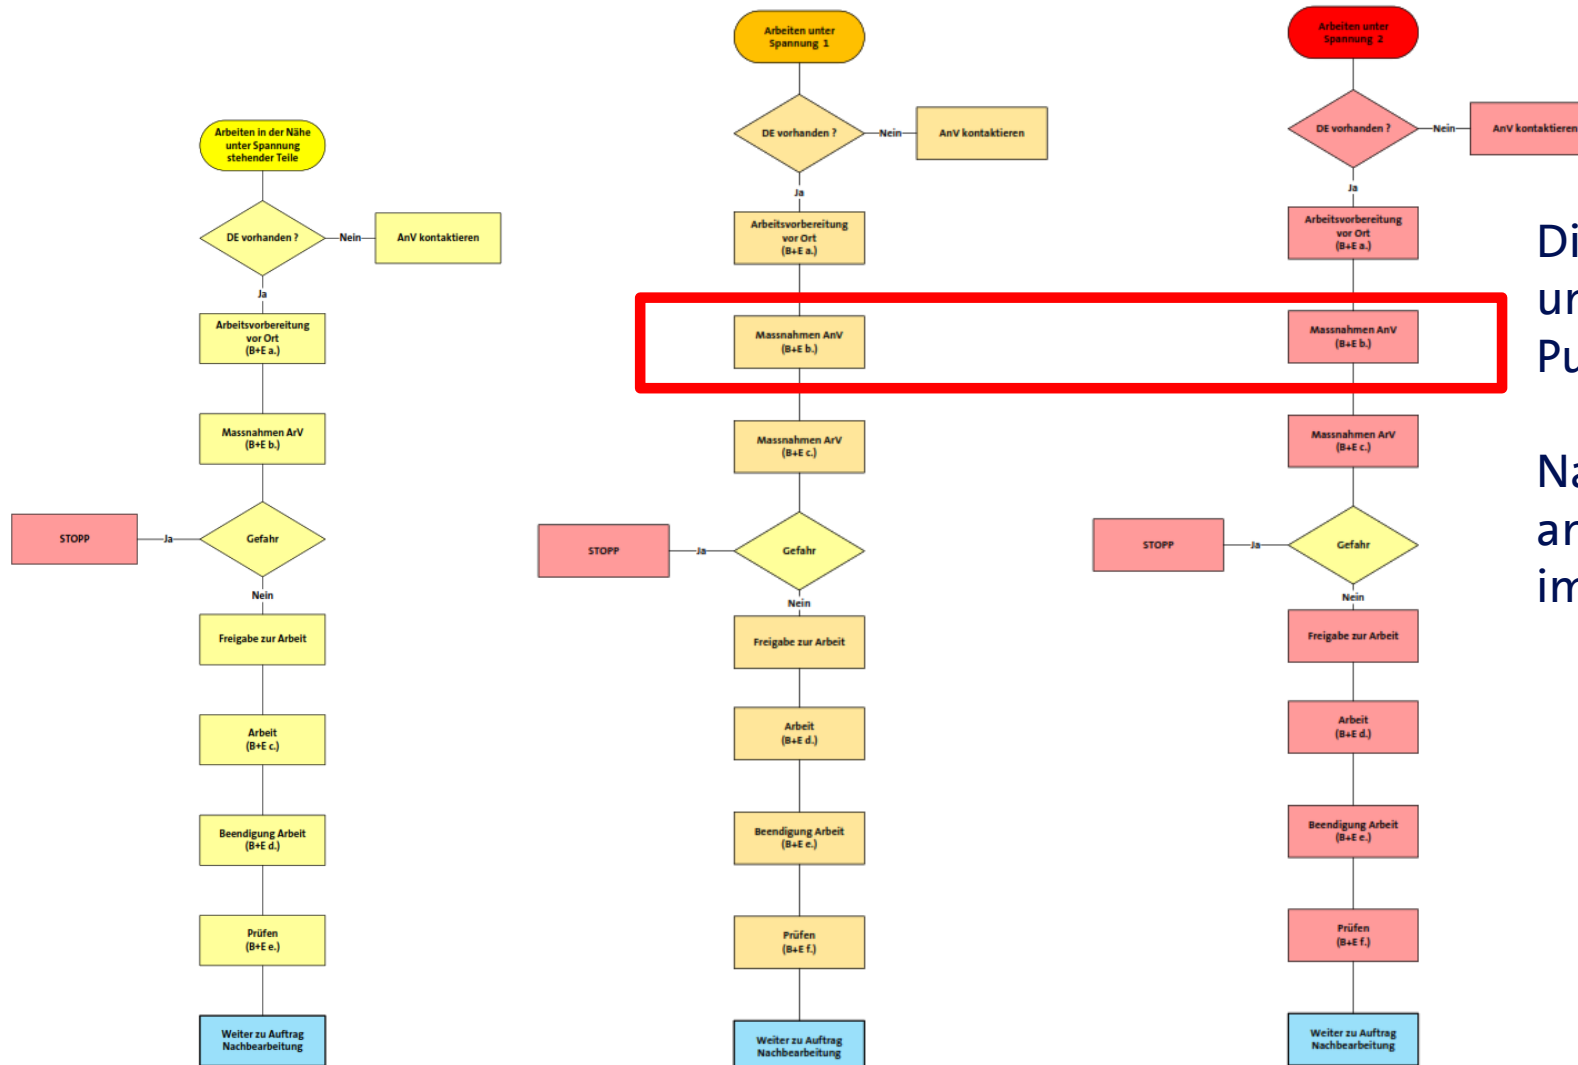 Arbeiten in der Nähe
unter Spannung
stehender Teile
DE vorhanden ?
Nein
AnV kontaktieren
Ja
Arbeitsvorbereitung
vor Ort
(B+E a.)
Massnahmen ArV
(B+E b.)
Gefahr
Ja
STOPP
Nein
Freigabe zur Arbeit
Arbeit
(B+E c.)
Beendigung Arbeit
(B+E d.)
Prüfen
(B+E e.)
Weiter zu Auftrag
Nachbearbeitung
Arbeiten unter
Spannung 1
DE vorhanden ?
Nein
AnV kontaktieren
Ja
Arbeitsvorbereitung
vor Ort
(B+E a.)
Massnahmen AnV
(B+E b.)
Massnahmen ArV
(B+E c.)
Gefahr
Ja
STOPP
Nein
Freigabe zur Arbeit
Arbeit
(B+E d.)
Beendigung Arbeit
(B+E e.)
Prüfen
(B+E f.)
Weiter zu Auftrag
Nachbearbeitung
Arbeiten unter
Spannung 2
DE vorhanden ?
Nein
AnV kontaktieren
Ja
Arbeitsvorbereitung
vor Ort
(B+E a.)
Massnahmen AnV
(B+E b.)
Massnahmen ArV
(B+E c.)
Gefahr
Ja
STOPP
Nein
Freigabe zur Arbeit
Arbeit
(B+E d.)
Beendigung Arbeit
(B+E e.)
Prüfen
(B+E f.)
Weiter zu Auftrag
Nachbearbeitung